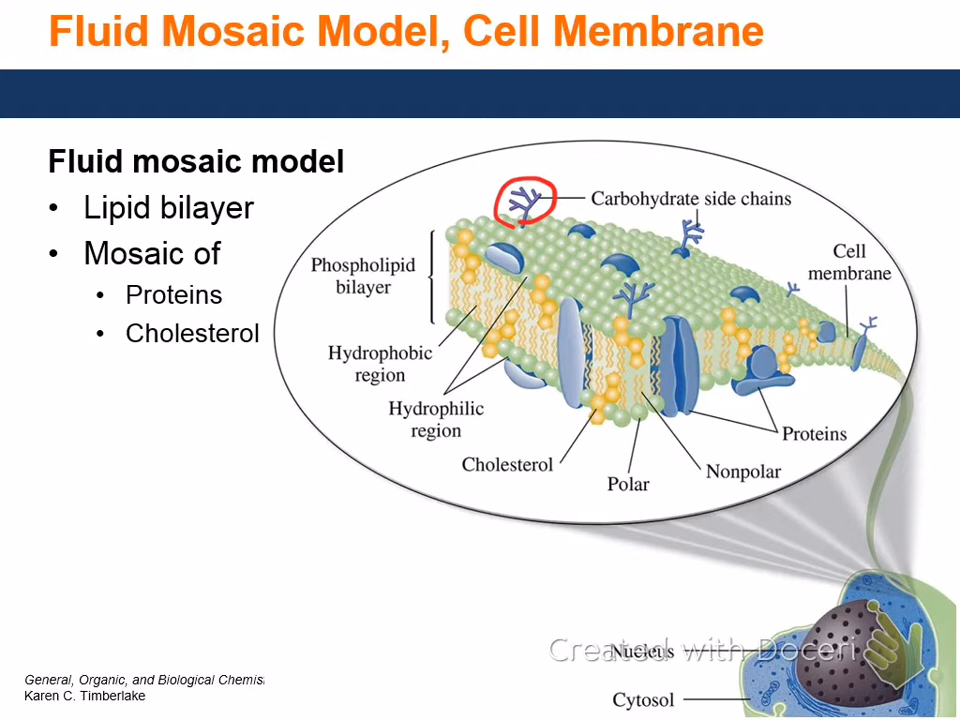 Fluid Mosaic Model, Cell Membrane
Fluid mosaic model
• Lipid bilayer
• Mosaic of
• Proteins
• Cholesterol
Carbohydrate side chains
Phospholipid
bilayer
Cell
membrane
Hydrophobic
region
Hydrophilic
region
Cholesterol
Polar
Nonpolar
Proteins
Created with Doceri
Nucleus
Cytosol
General, Organic, and Biological Chemis
Karen C. Timberlake